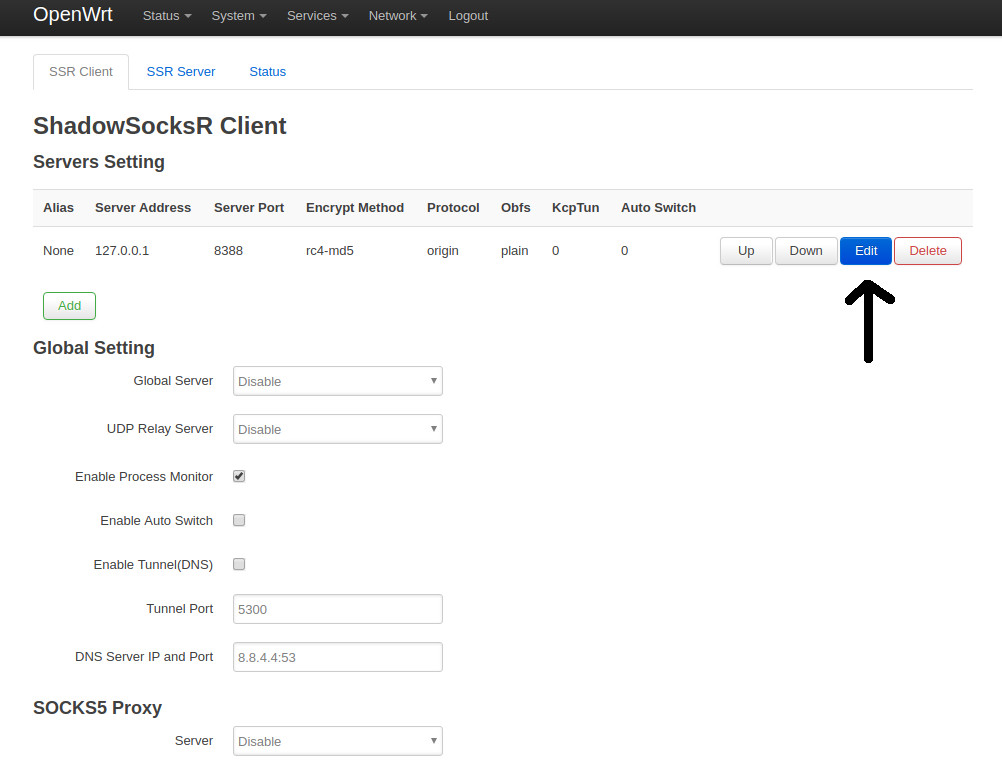 OpenWrt Status System Services Network Logout
SSR Client SSR Server Status
ShadowSocksR Client
Servers Setting
Alias Server Address Server Port Encrypt Method Protocol Obfs KcpTun Auto Switch
None 127.0.0.1 8388 rc4-md5 origin plain 0 0 Up Down Edit Delete
Add
Global Setting
Global Server Disable
UDP Relay Server Disable
Enable Process Monitor
Enable Auto Switch
Enable Tunnel(DNS)
Tunnel Port 5300
DNS Server IP and Port 8.8.4.4:53
SOCKS5 Proxy
Server Disable